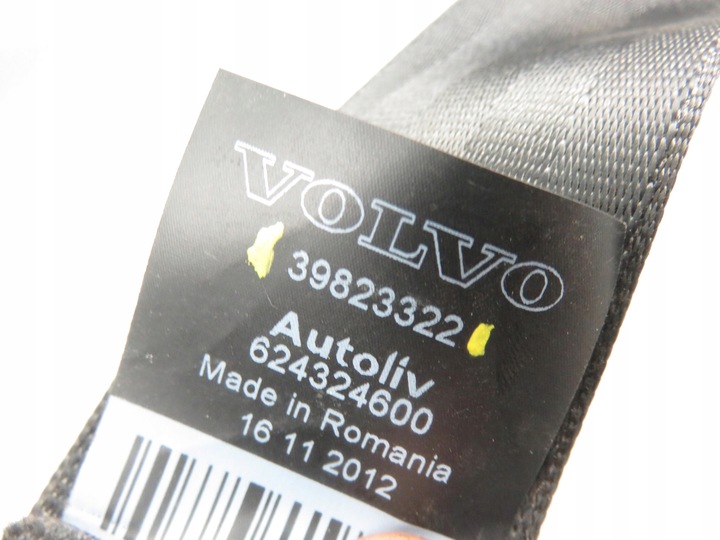 VOLVO
39823322
Autoliv
624324600
Made in Romania
16 11 2012